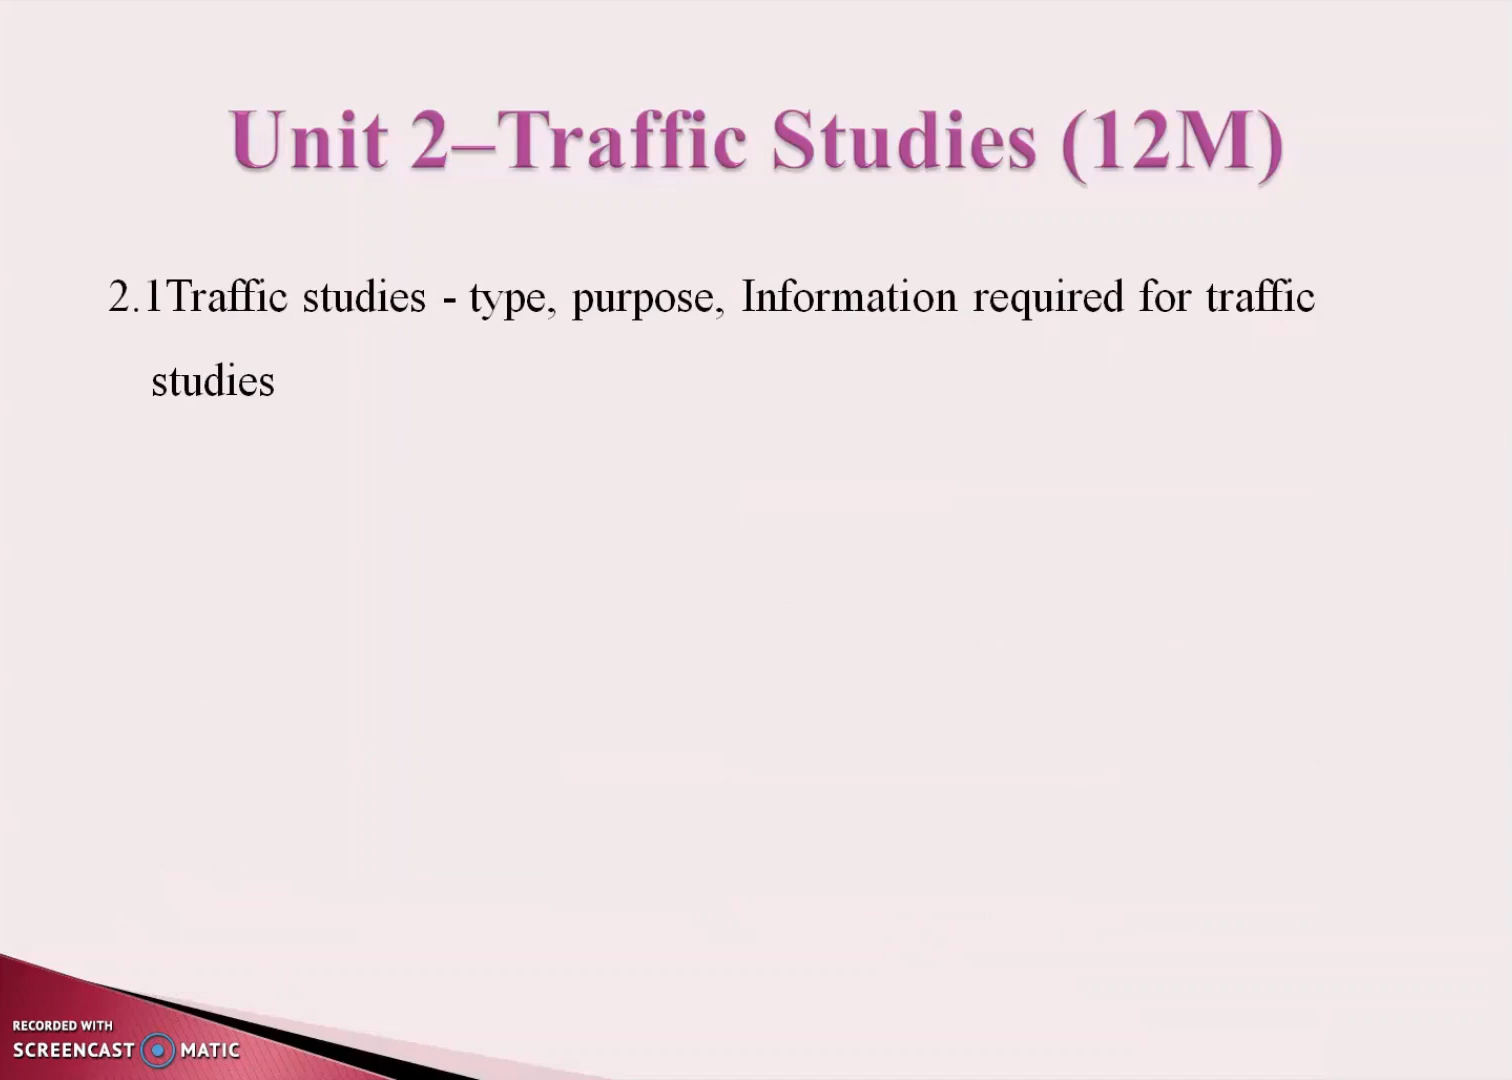 Unit 2–Traffic Studies (12M)
2.1Traffic studies - type, purpose, Information required for traffic
studies
RECORDED WITH
SCREENCAST MATIC